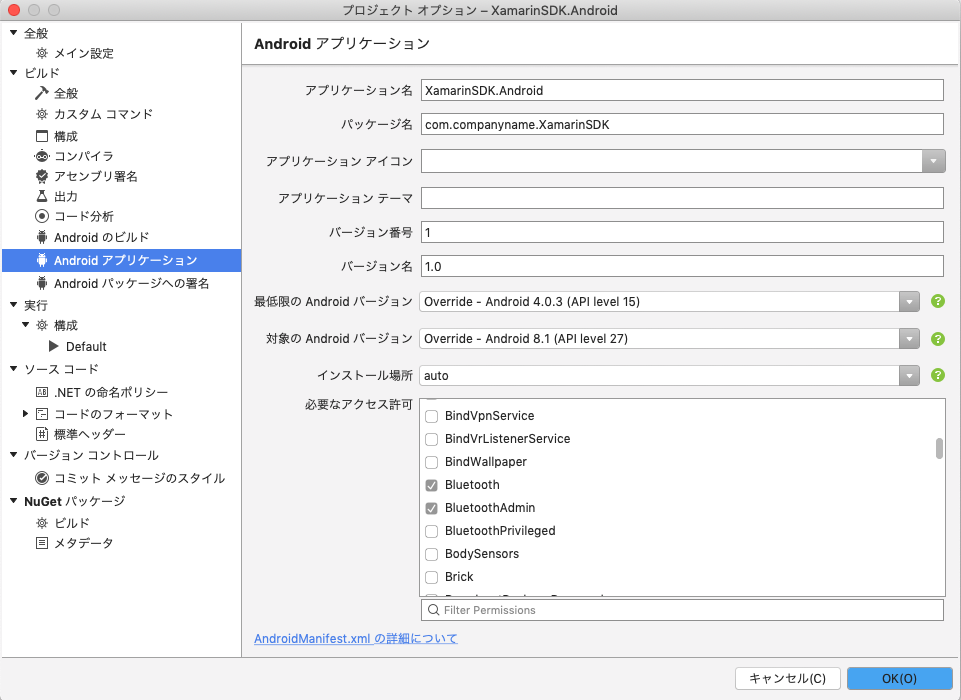 プロジェクト オプション – XamarinSDK.Android
全般
メイン設定
ビルド
全般
カスタム コマンド
構成
コンパイラ
アセンブリ署名
出力
コード分析
Android のビルド
Android アプリケーション
Android パッケージへの署名
実行
構成
Default
ソース コード
.NET の命名ポリシー
コードのフォーマット
標準ヘッダー
バージョン コントロール
コミット メッセージのスタイル
NuGet パッケージ
ビルド
メタデータ
Android アプリケーション
アプリケーション名 XamarinSDK.Android
パッケージ名 com.companyname.XamarinSDK
アプリケーション アイコン
アプリケーション テーマ
バージョン番号 1
バージョン名 1.0
最低限の Android バージョン Override – Android 4.0.3 (API level 15)
対象の Android バージョン Override – Android 8.1 (API level 27)
インストール場所 auto
必要なアクセス許可
BindVpnService
BindVrListenerService
BindWallpaper
Bluetooth
BluetoothAdmin
BluetoothPrivileged
BodySensors
Brick
Filter Permissions
AndroidManifest.xml の詳細について
キャンセル(C) OK(O)